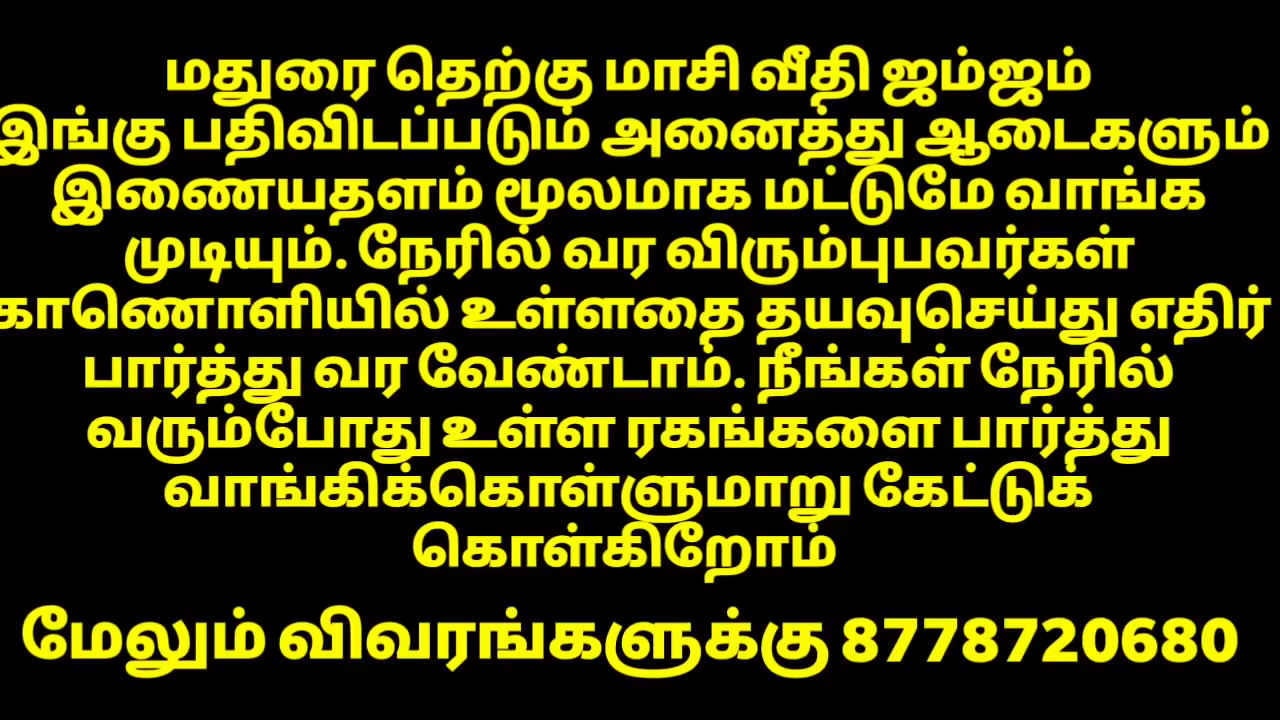 மதுரை தெற்கு மாசி வீதி ஜம்ஜம்
இங்கு பதிவிடப்படும் அனைத்து ஆடைகளும்
இணையதளம் மூலமாக மட்டுமே வாங்க
முடியும். நேரில் வர விரும்புபவர்கள்
காணொளியில் உள்ளதை தயவுசெய்து எதிர்
பார்த்து வர வேண்டாம். நீங்கள் நேரில்
வரும்போது உள்ள ரகங்களை பார்த்து
வாங்கிக்கொள்ளுமாறு கேட்டுக்
கொள்கிறோம்
மேலும் விவரங்களுக்கு 8778720680